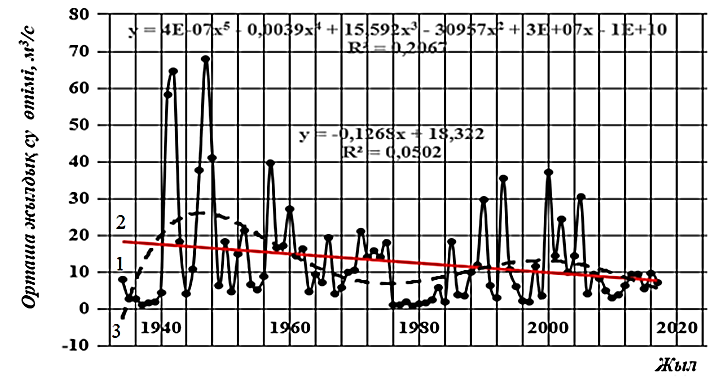 Орташа жылдық су өтімі, м³/с
80
70
60
50
40
30
20
10
0
-10
y = 4E-07x⁵ - 0,0039x⁴ + 15,592x³ - 30957x² + 3E+07x - 1E+10
R² = 0,2067
y = -0,1268x + 18,322
R² = 0,0502
2
1
3
1940 1960 1980 2000 2020
Жыл